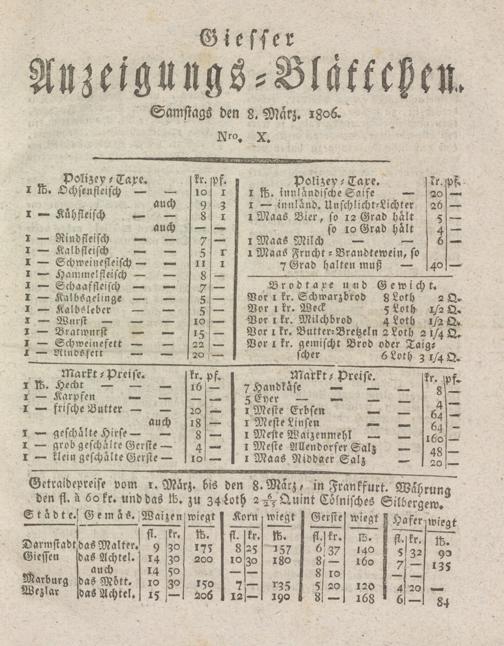 Giesser
Anzeigungs-Blättchen.
Samstags den 8. März. 1806.
Nro. X.
Polizey-Taxe. kr. pf.
1 lb. Ochsenfleisch — — 10 1
auch 9 3
1 — Kühfleisch — — 8 1
auch — —
1 — Rindfleisch — — 7 —
1 — Kalbfleisch — — 5 1
1 — Schweinefleisch — 11 1
1 — Hammelfleisch — 8 —
1 — Schaaffleisch — 7 —
1 — Kalbsgelinge — 5 —
1 — Kalbsleber — — 5 —
1 — Wurst — — 10 —
1 — Bratwurst — — 15 —
1 — Schweinefett — 22 —
1 — Rindsfett — — 20 —
Polizey-Taxe. kr. pf.
1 lb. innländische Saife — 20 —
1 — innländ. Unschlicht-Lichter 26 —
1 Maas Bier, so 12 Grad hält 5 —
so 10 Grad hält 4 —
1 Maas Milch — — 6 —
1 Maas Frucht-Brandtewein, so
7 Grad halten muß — 40 —
Brodtaxe und Gewicht.
Vor 1 kr. Schwarzbrod 8 Loth 2 Q.
Vor 1 kr. Weck 5 Loth 1/2 Q.
Vor 1 kr. Milchbrod 4 Loth 1/2 Q.
Vor 1 kr. Butter-Bretzeln 2 Loth 2 1/4 Q.
Vor 1 kr. gemischt Brod oder Taig-
scher 6 Loth 3 1/4 Q.
Markt-Preise. kr. pf.
1 lb. Hecht — — 16 —
1 — Karpfen — —
1 — frische Butter — — 20 —
auch 18 —
1 — geschälte Hirse — — 8 —
1 — grob geschälte Gerste — 4 —
1 — klein geschälte Gerste — 10 —
Markt-Preise. kr. pf.
7 Handkäse — — 8 —
5 Eyer — — — 4 —
1 Meste Erbsen — — 64 —
1 Meste Linsen — — 64 —
1 Meste Waizenmehl — — 160 —
1 Meste Allendorfer Salz — 48 —
1 Maas Niddaer Salz — 20 —
Getraidepreise vom 1. März. bis den 8. März, in Frankfurt. Währung
den fl. à 60 kr. und das lb. zu 34 Loth 2 6/25 Quint Cölnisches Silbergew.
Städte. Gemäs. Waizen wiegt Korn wiegt Gerste wiegt Hafer wiegt
fl. kr. lb. fl. kr. lb. fl. kr. lb. fl. kr. lb.
Darmstadt das Malter. 9 30 175 8 25 157 6 37 140 5 32 90
Giessen das Achtel. 14 30 200 10 30 180 8 — 160 7 — 135
auch 14 50 — — 8 10 — —
Marburg das Mött. 10 30 150 7 — 135 5 20 120 4 20 —
Wezlar das Achtel. 15 — 206 12 — 190 8 — 168 6 — 84